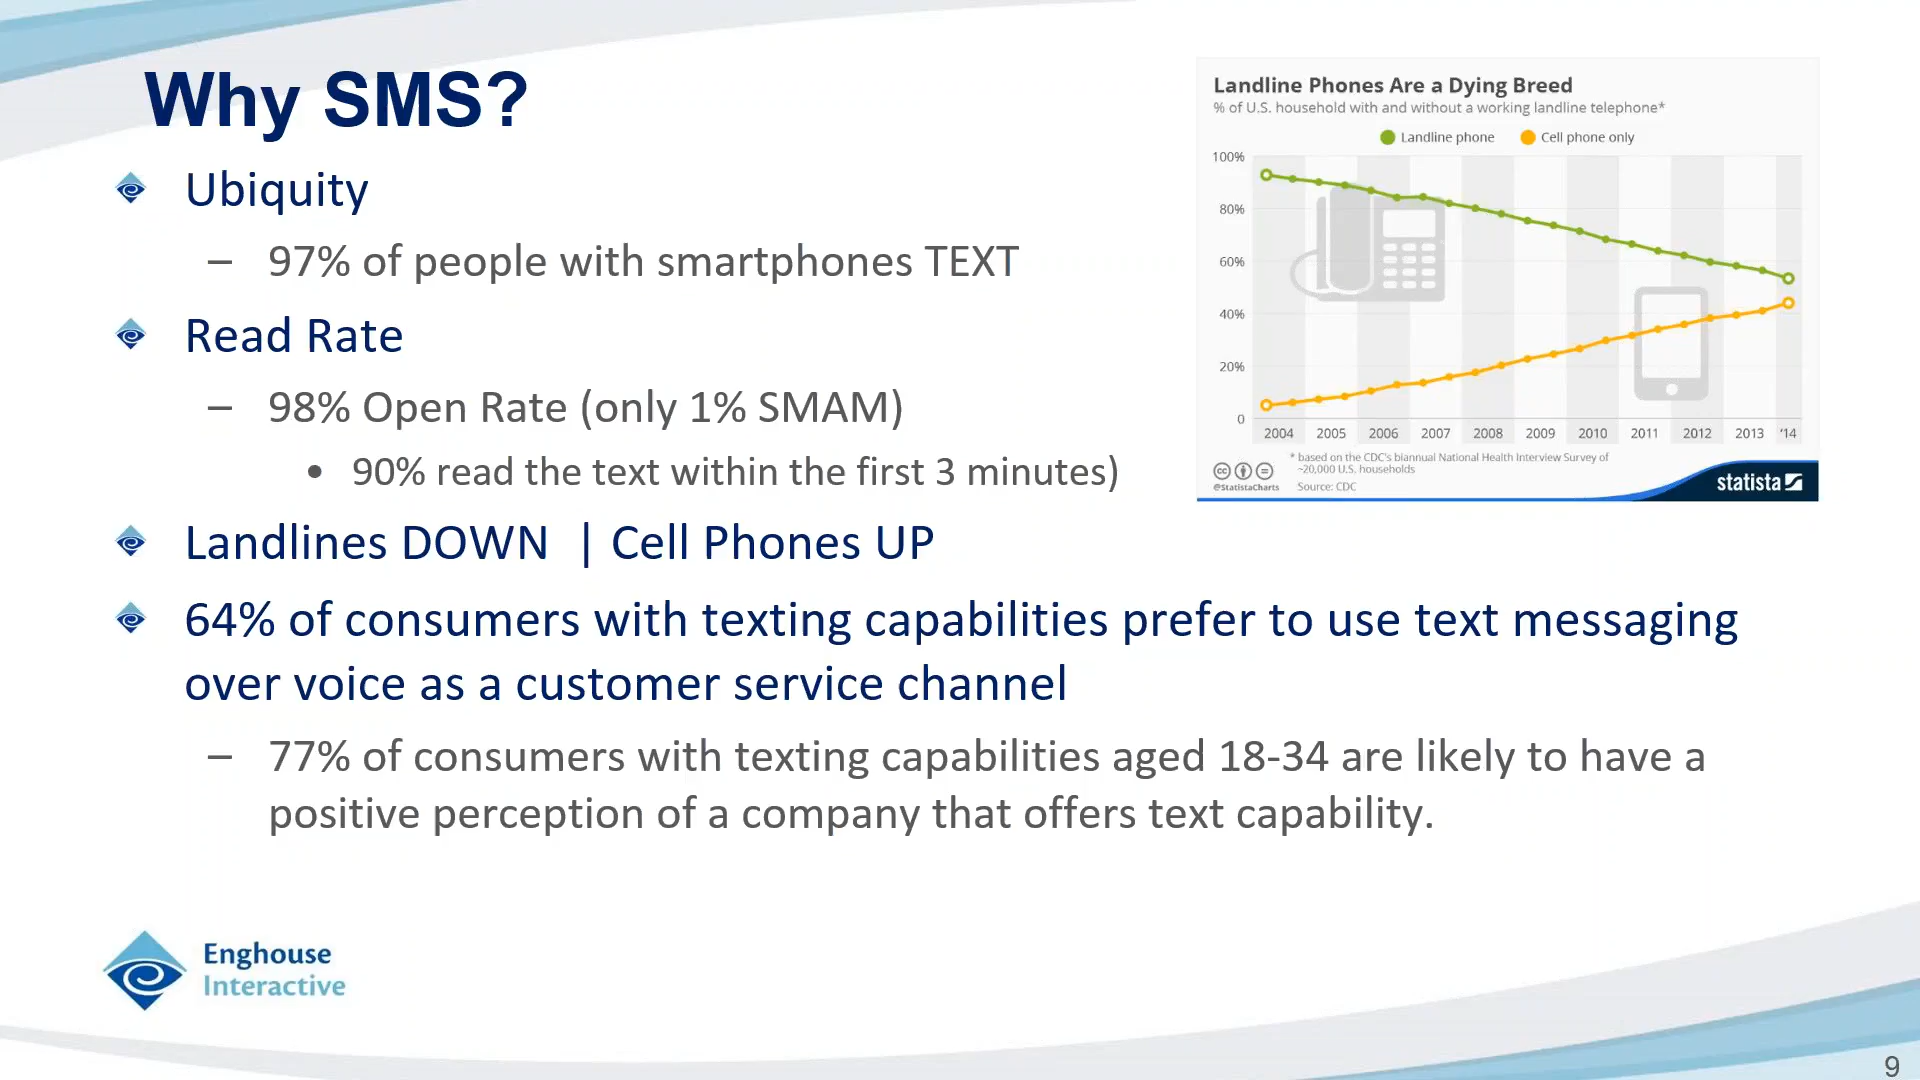 Why SMS?
Ubiquity
– 97% of people with smartphones TEXT
Read Rate
– 98% Open Rate (only 1% SMAM)
• 90% read the text within the first 3 minutes)
Landlines DOWN | Cell Phones UP
64% of consumers with texting capabilities prefer to use text messaging
over voice as a customer service channel
– 77% of consumers with texting capabilities aged 18-34 are likely to have a
positive perception of a company that offers text capability.
Landline Phones Are a Dying Breed
% of U.S. household with and without a working landline telephone*
Landline phone Cell phone only
100%
80%
60%
40%
20%
0
2004 2005 2006 2007 2008 2009 2010 2011 2012 2013 '14
* based on the CDC's biannual National Health Interview Survey of
~20,000 U.S. households
@StatistaCharts Source: CDC
statista
Enghouse
Interactive
9